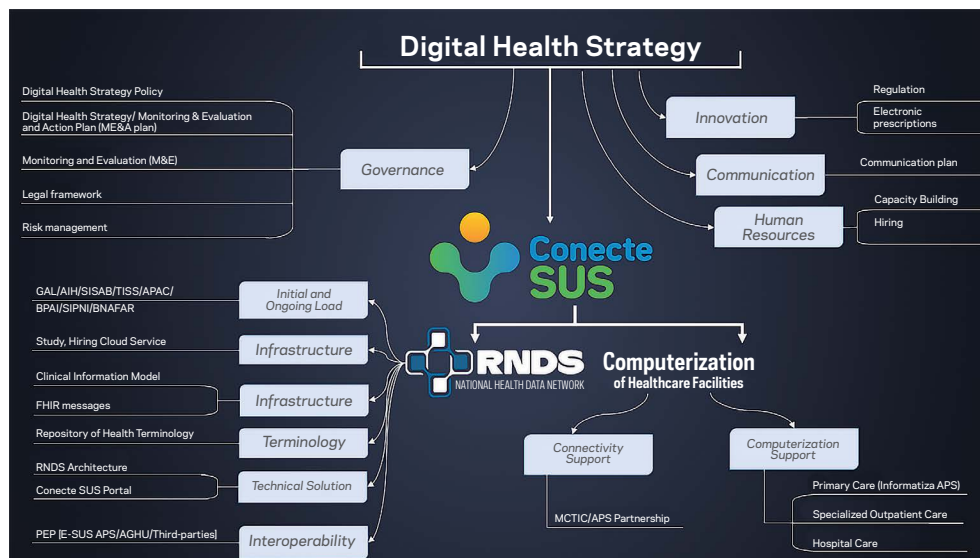 Digital Health Strategy
Digital Health Strategy Policy
Digital Health Strategy/ Monitoring & Evaluation
and Action Plan (ME&A plan)
Monitoring and Evaluation (M&E)
Legal framework
Risk management
Governance
Innovation
Regulation
Electronic
prescriptions
Communication
Communication plan
Human
Resources
Capacity Building
Hiring
Conecte
SUS
GAL/AIH/SISAB/TISS/APAC/
BPAI/SIPNI/BNAFAR
Initial and
Ongoing Load
Study, Hiring Cloud Service
Infrastructure
Clinical Information Model
FHIR messages
Infrastructure
Repository of Health Terminology
Terminology
RNDS Architecture
Conecte SUS Portal
Technical Solution
PEP [E-SUS APS/AGHU/Third-parties]
Interoperability
RNDS
NATIONAL HEALTH DATA NETWORK
Computerization
of Healthcare Facilities
Connectivity
Support
MCTIC/APS Partnership
Computerization
Support
Primary Care (Informatiza APS)
Specialized Outpatient Care
Hospital Care